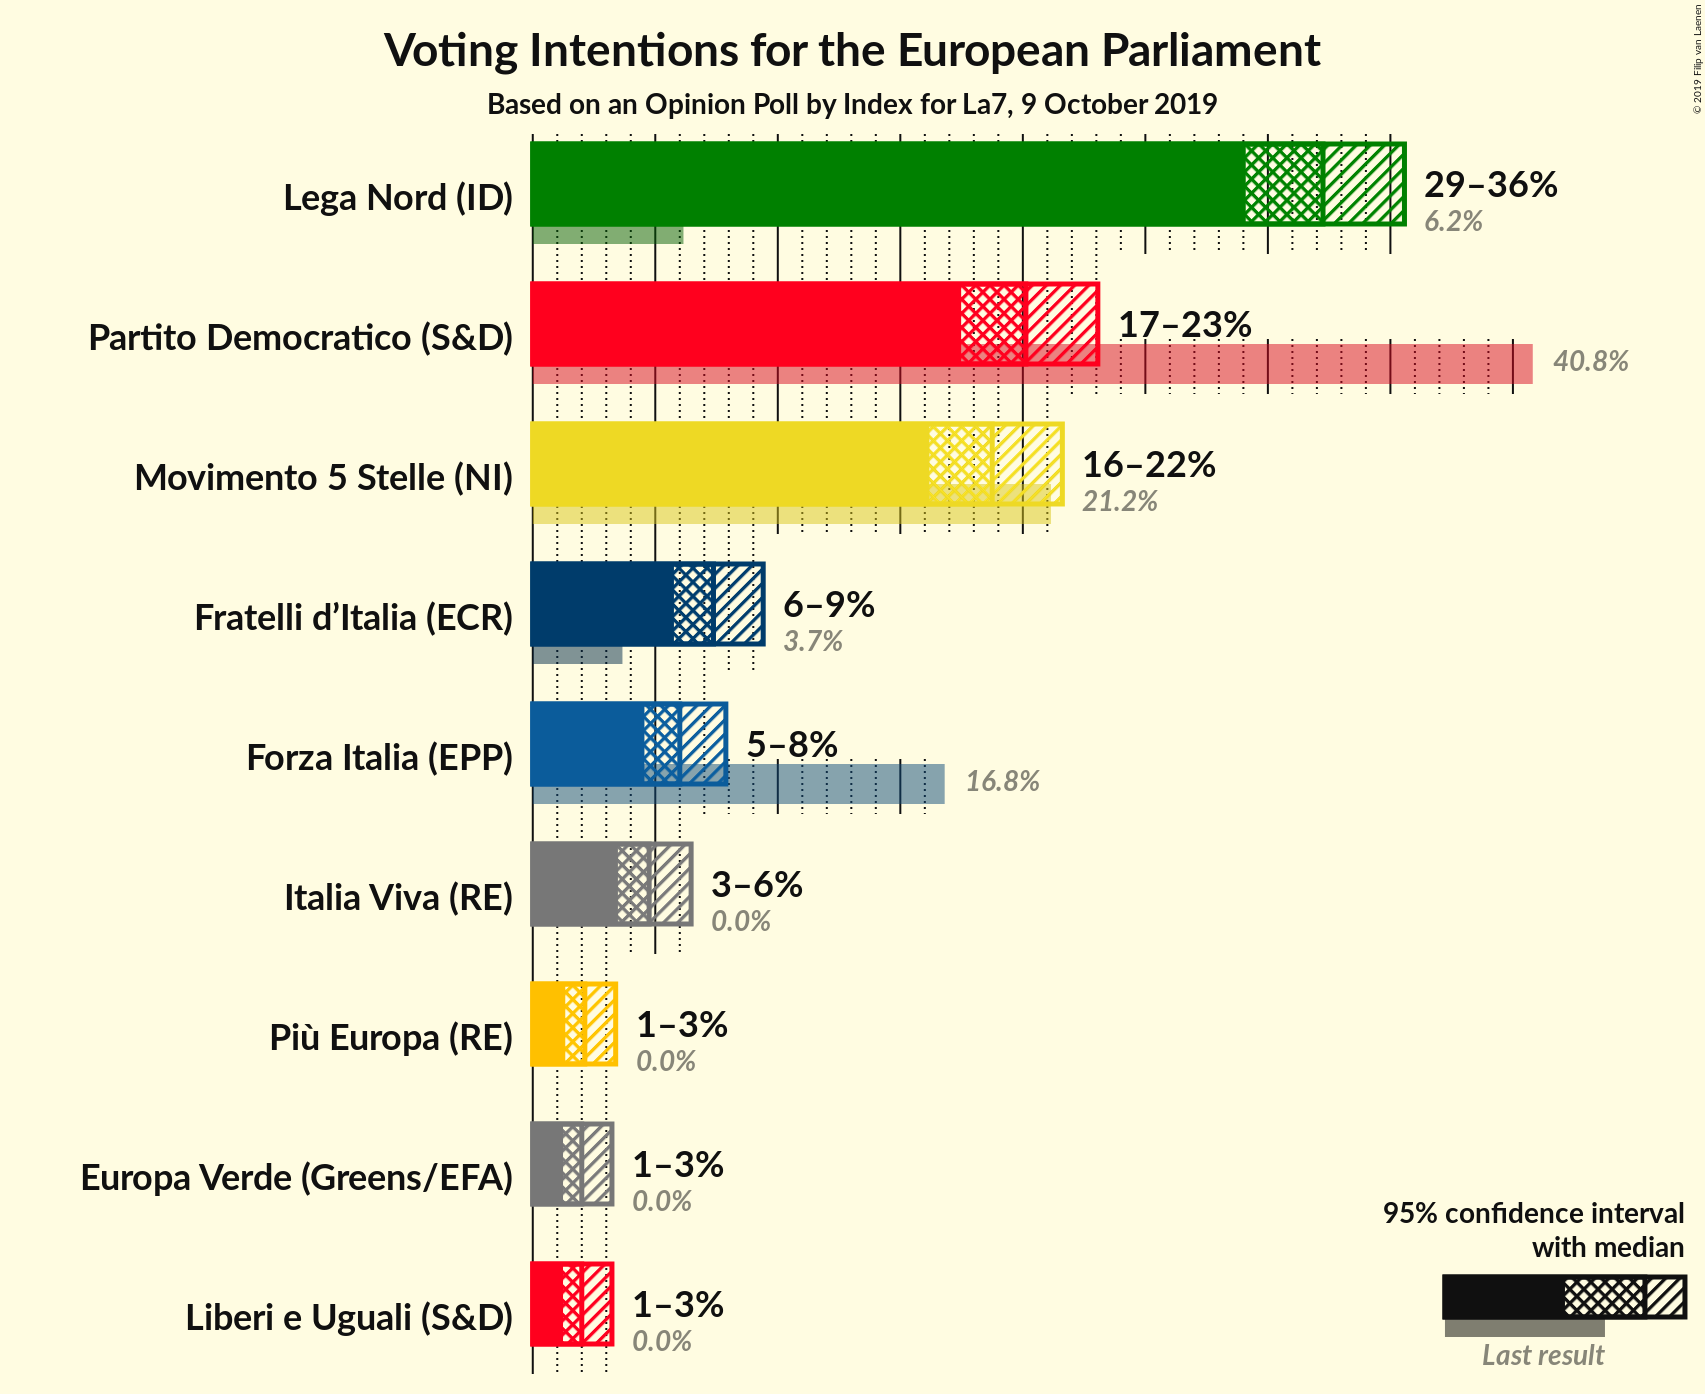 Voting Intentions for the European Parliament
Based on an Opinion Poll by Index for La7, 9 October 2019
© 2019 Filip van Laenen
Lega Nord (ID)
29–36%
6.2%
Partito Democratico (S&D)
17–23%
40.8%
Movimento 5 Stelle (NI)
16–22%
21.2%
Fratelli d’Italia (ECR)
6–9%
3.7%
Forza Italia (EPP)
5–8%
16.8%
Italia Viva (RE)
3–6%
0.0%
Più Europa (RE)
1–3%
0.0%
Europa Verde (Greens/EFA)
1–3%
0.0%
Liberi e Uguali (S&D)
1–3%
0.0%
95% confidence interval
with median
Last result